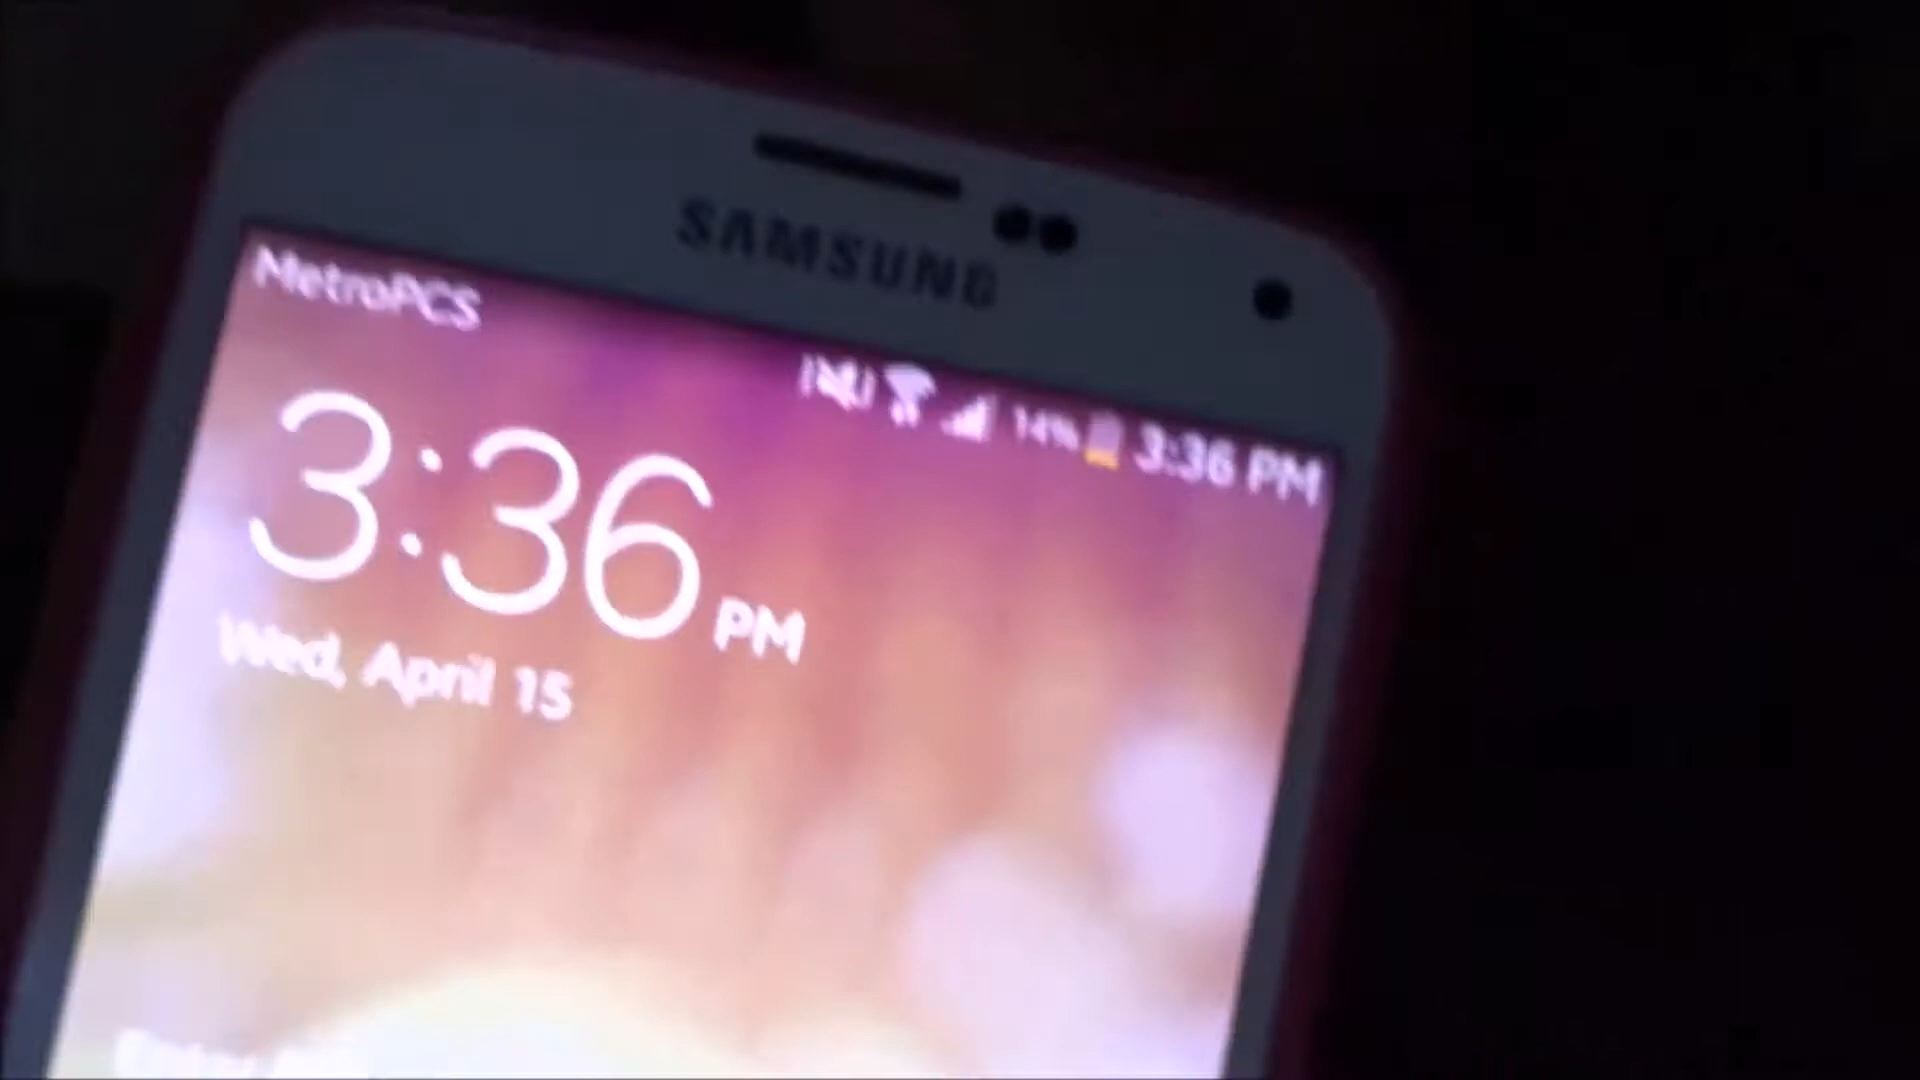 SAMSUNG
MetroPCS
14% 3:36 PM
3:36 PM
Wed, April 15